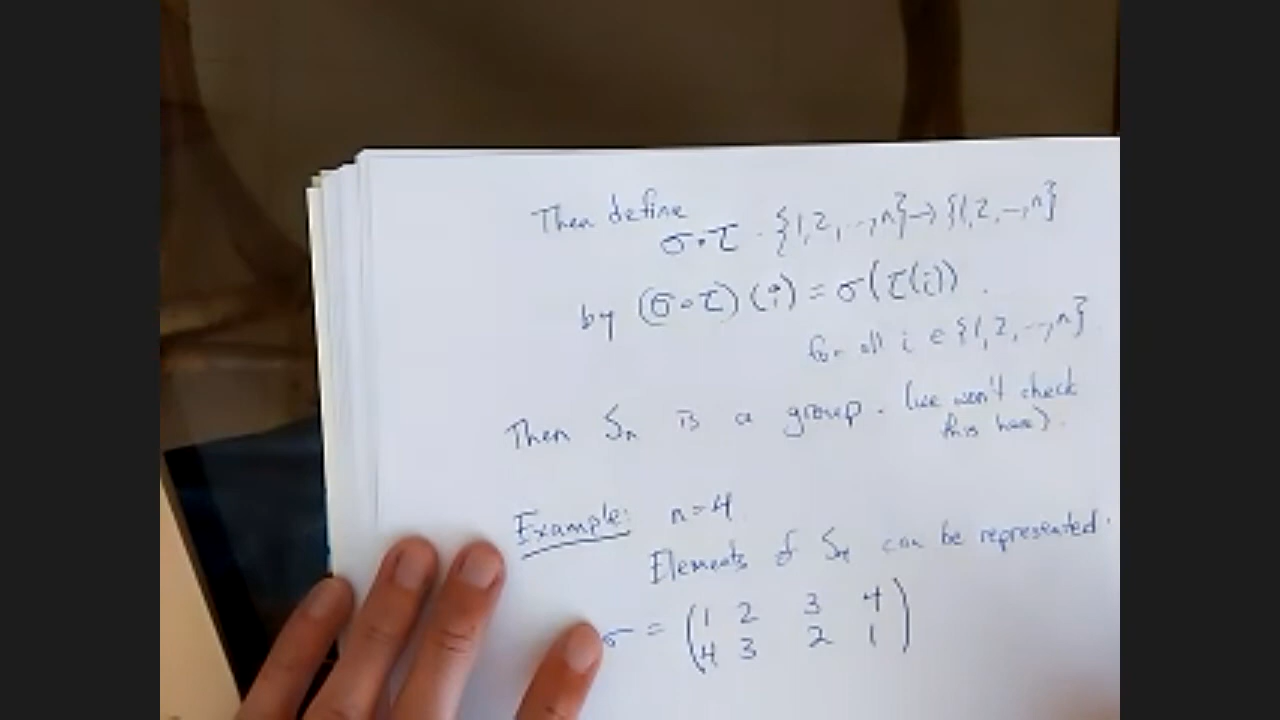 Then define
σ∘τ : {1,2,...,n} → {1,2,...,n}
by (σ∘τ)(i) = σ(τ(i)).
for all i ∈ {1,2,...,n}.
Then Sn is a group. (we won't check
this here).
Example: n=4
Elements of S4 can be represented.
σ = (1 2 3 4
4 3 2 1)